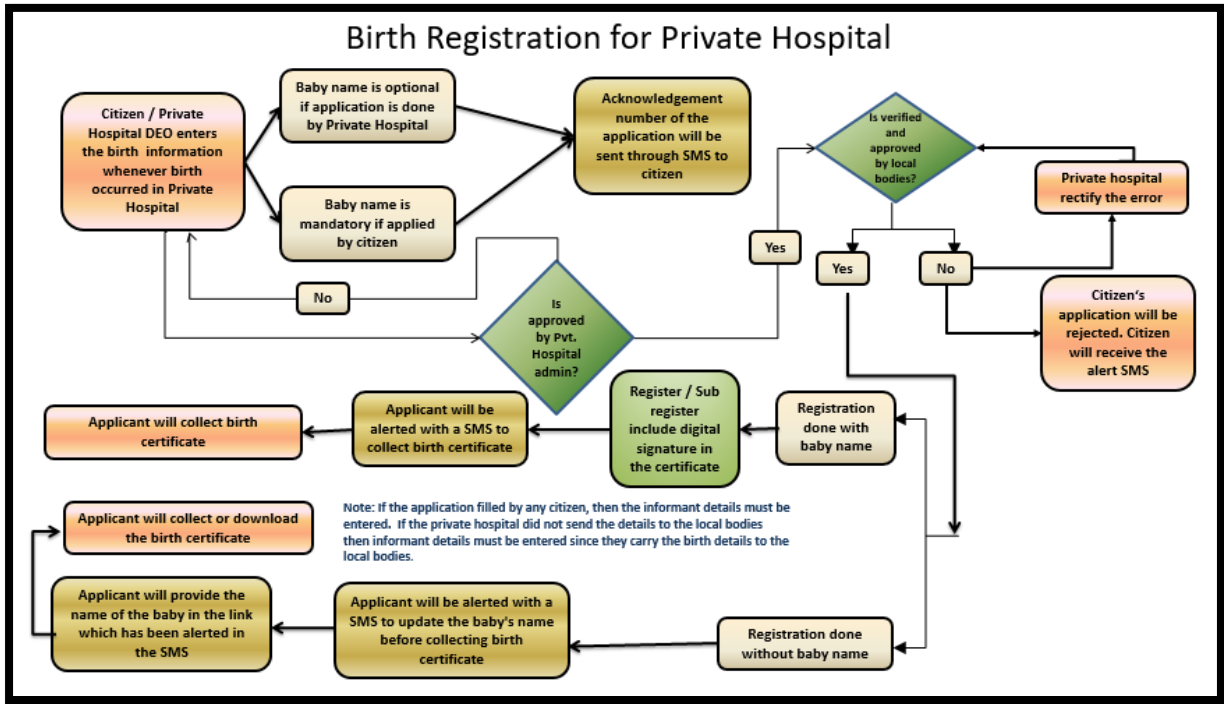 Birth Registration for Private Hospital
Citizen / Private
Hospital DEO enters
the birth information
whenever birth
occurred in Private
Hospital
Baby name is optional
if application is done
by Private Hospital
Baby name is
mandatory if applied
by citizen
Acknowledgement
number of the
application will be
sent through SMS to
citizen
Is verified
and
approved
by local
bodies?
Private hospital
rectify the error
Yes
Yes
No
No
Is
approved
by Pvt.
Hospital
admin?
Citizen's
application will be
rejected. Citizen
will receive the
alert SMS
Applicant will collect birth
certificate
Applicant will be
alerted with a SMS to
collect birth certificate
Register / Sub
register
include digital
signature in
the certificate
Registration
done with
baby name
Note: If the application filled by any citizen, then the informant details must be
entered. If the private hospital did not send the details to the local bodies
then informant details must be entered since they carry the birth details to the
local bodies.
Applicant will collect or download
the birth certificate
Applicant will provide the
name of the baby in the link
which has been alerted in
the SMS
Applicant will be alerted with a
SMS to update the baby's name
before collecting birth
certificate
Registration done
without baby name